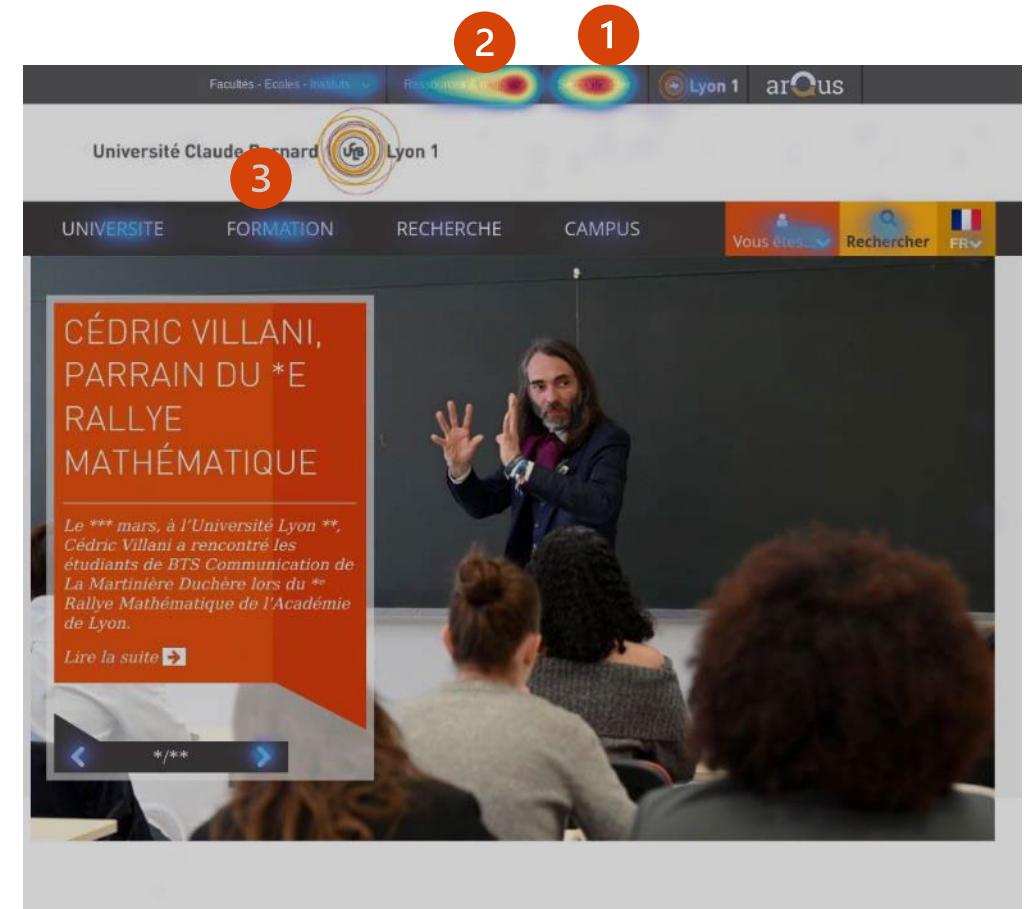 2
1
Facultés - Ecoles - Instituts
Ressources &
Lyon 1
arQus
Université Claude Bernard
UCB
Lyon 1
3
UNIVERSITE
FORMATION
RECHERCHE
CAMPUS
Vous êtes...
Rechercher
FR
CÉDRIC VILLANI,
PARRAIN DU *E
RALLYE
MATHÉMATIQUE
Le *** mars, à l'Université Lyon **,
Cédric Villani a rencontré les
étudiants de BTS Communication de
La Martinière Duchère lors du *e
Rallye Mathématique de l'Académie
de Lyon.
Lire la suite
*/**